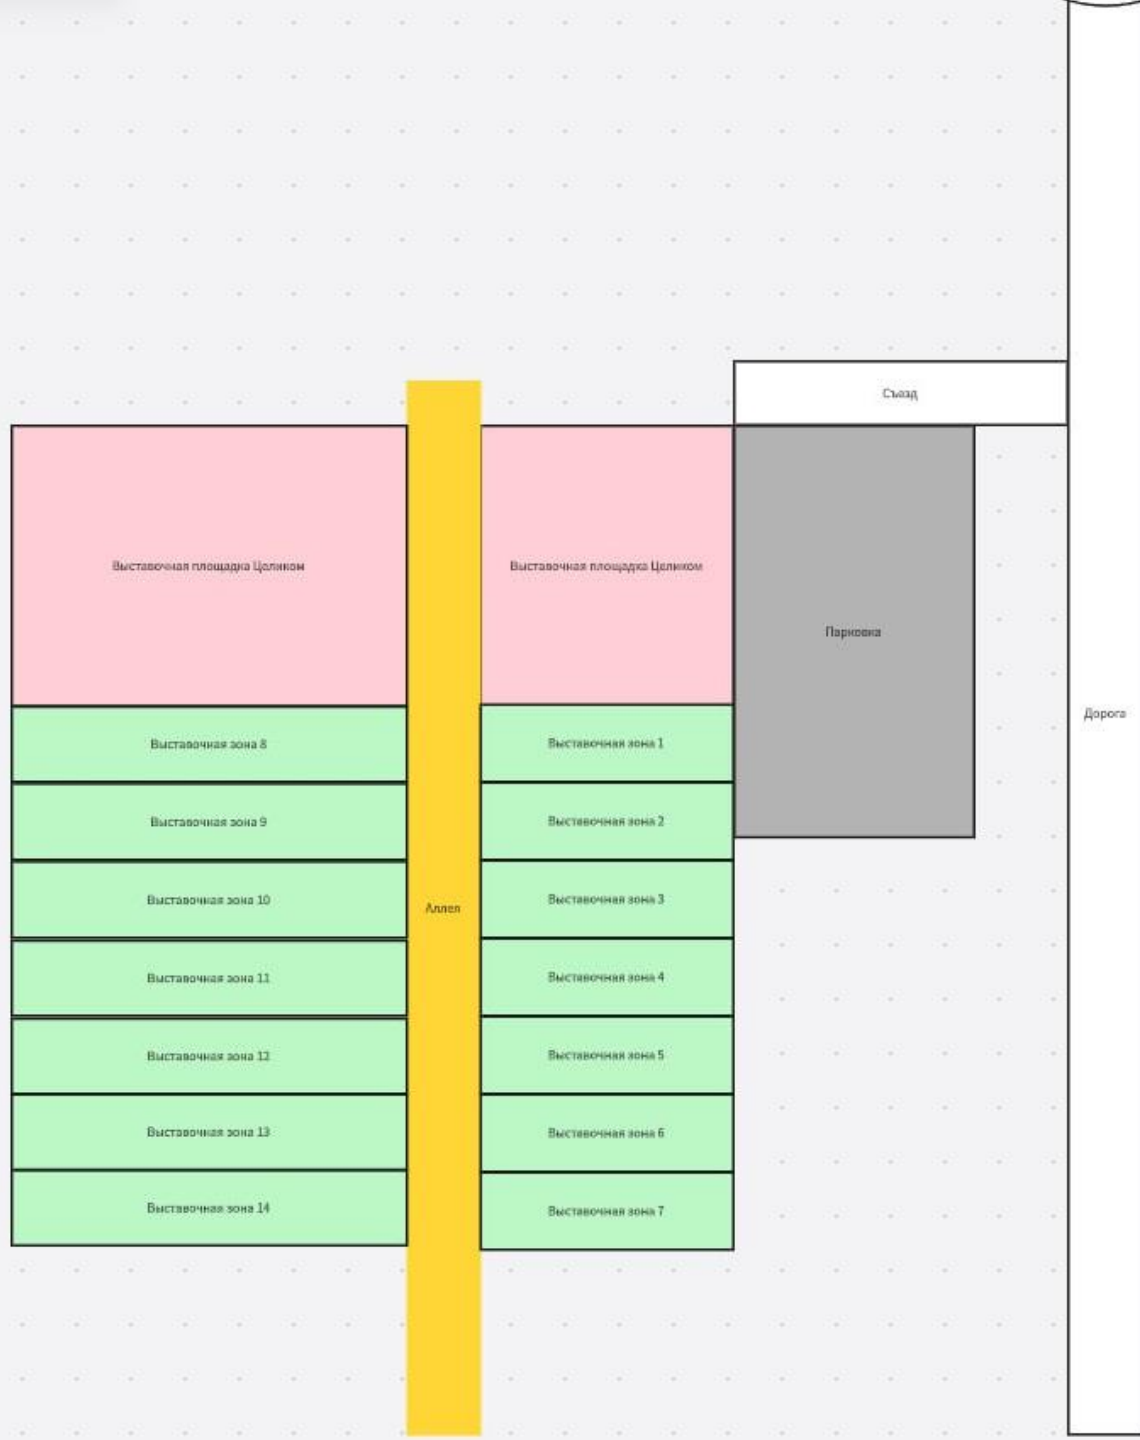 Съезд
Выставочная площадка Целиком
Выставочная площадка Целиком
Парковка
Дорога
Выставочная зона 8
Выставочная зона 1
Выставочная зона 9
Выставочная зона 2
Выставочная зона 10
Выставочная зона 3
Аллея
Выставочная зона 11
Выставочная зона 4
Выставочная зона 12
Выставочная зона 5
Выставочная зона 13
Выставочная зона 6
Выставочная зона 14
Выставочная зона 7